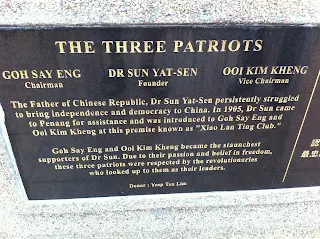 THE THREE PATRIOTS
GOH SAY ENG DR SUN YAT-SEN OOI KIM KHENG
Chairman Founder Vice Chairman
The Father of Chinese Republic, Dr Sun Yat-Sen persistently struggled
to bring independence and democracy to China. In 1905, Dr Sun came
to Penang for assistance and was introduced to Goh Say Eng and
Ooi Kim Kheng at this premise known as "Xiao Lan Ting Club."
Goh Say Eng and Ooi Kim Kheng became the staunchest
supporters of Dr Sun. Due to their passion and belief in freedom,
these three patriots were respected by the revolutionaries
who looked up to them as their leaders.
Donor : Yeap Tan Lim